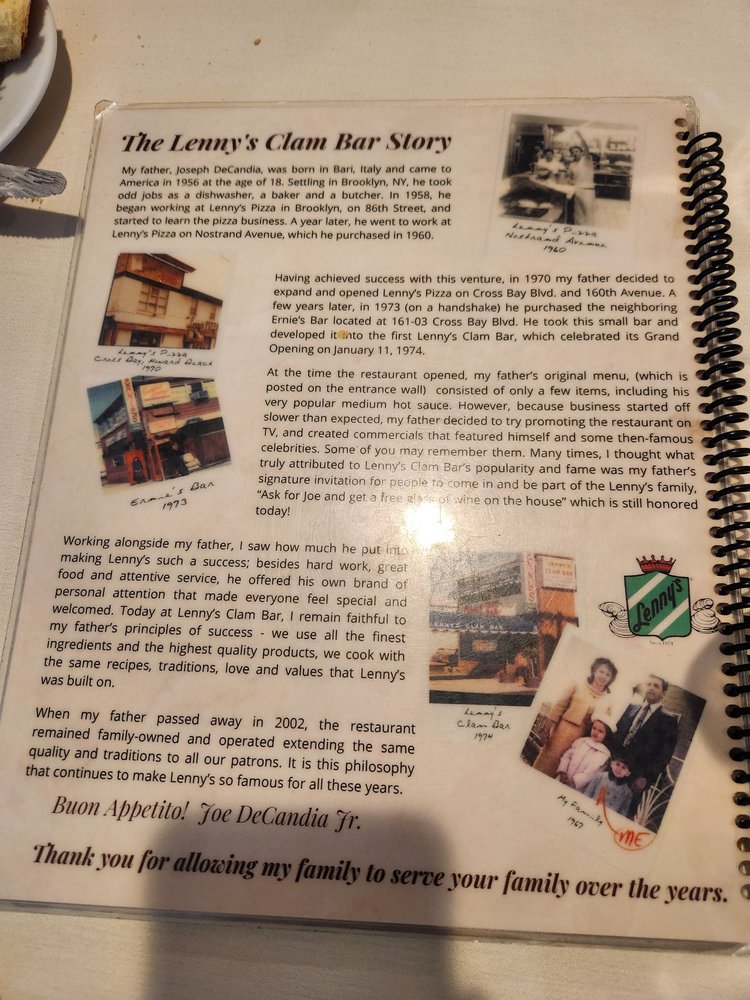 The Lenny's Clam Bar Story
My father, Joseph DeCandia, was born in Bari, Italy and came to
America in 1956 at the age of 18. Settling in Brooklyn, NY, he took
odd jobs as a dishwasher, a baker and a butcher. In 1958, he
began working at Lenny's Pizza in Brooklyn, on 86th Street, and
started to learn the pizza business. A year later, he went to work at
Lenny's Pizza on Nostrand Avenue, which he purchased in 1960.
Lenny's Pizza
Nostrand Avenue
1960
Having achieved success with this venture, in 1970 my father decided to
expand and opened Lenny's Pizza on Cross Bay Blvd. and 160th Avenue. A
few years later, in 1973 (on a handshake) he purchased the neighboring
Ernie's Bar located at 161-03 Cross Bay Blvd. He took this small bar and
developed it into the first Lenny's Clam Bar, which celebrated its Grand
Opening on January 11, 1974.
Lenny's Pizza
Cross Bay, Howard Beach
1970
At the time the restaurant opened, my father's original menu, (which is
posted on the entrance wall) consisted of only a few items, including his
very popular medium hot sauce. However, because business started off
slower than expected, my father decided to try promoting the restaurant on
TV, and created commercials that featured himself and some then-famous
celebrities. Some of you may remember them. Many times, I thought what
truly attributed to Lenny's Clam Bar's popularity and fame was my father's
signature invitation for people to come in and be part of the Lenny's family,
"Ask for Joe and get a free glass of wine on the house" which is still honored
today!
Ernie's Bar
1973
Working alongside my father, I saw how much he put into
making Lenny's such a success; besides hard work, great
food and attentive service, he offered his own brand of
personal attention that made everyone feel special and
welcomed. Today at Lenny's Clam Bar, I remain faithful to
my father's principles of success - we use all the finest
ingredients and the highest quality products, we cook with
the same recipes, traditions, love and values that Lenny's
was built on.
LENNY'S CLAM BAR
Lenny's
Clam Bar
1974
Lenny's
Since 1974
When my father passed away in 2002, the restaurant
remained family-owned and operated extending the same
quality and traditions to all our patrons. It is this philosophy
that continues to make Lenny's so famous for all these years.
My Family
1967
ME
Buon Appetito! Joe DeCandia Jr.
Thank you for allowing my family to serve your family over the years.